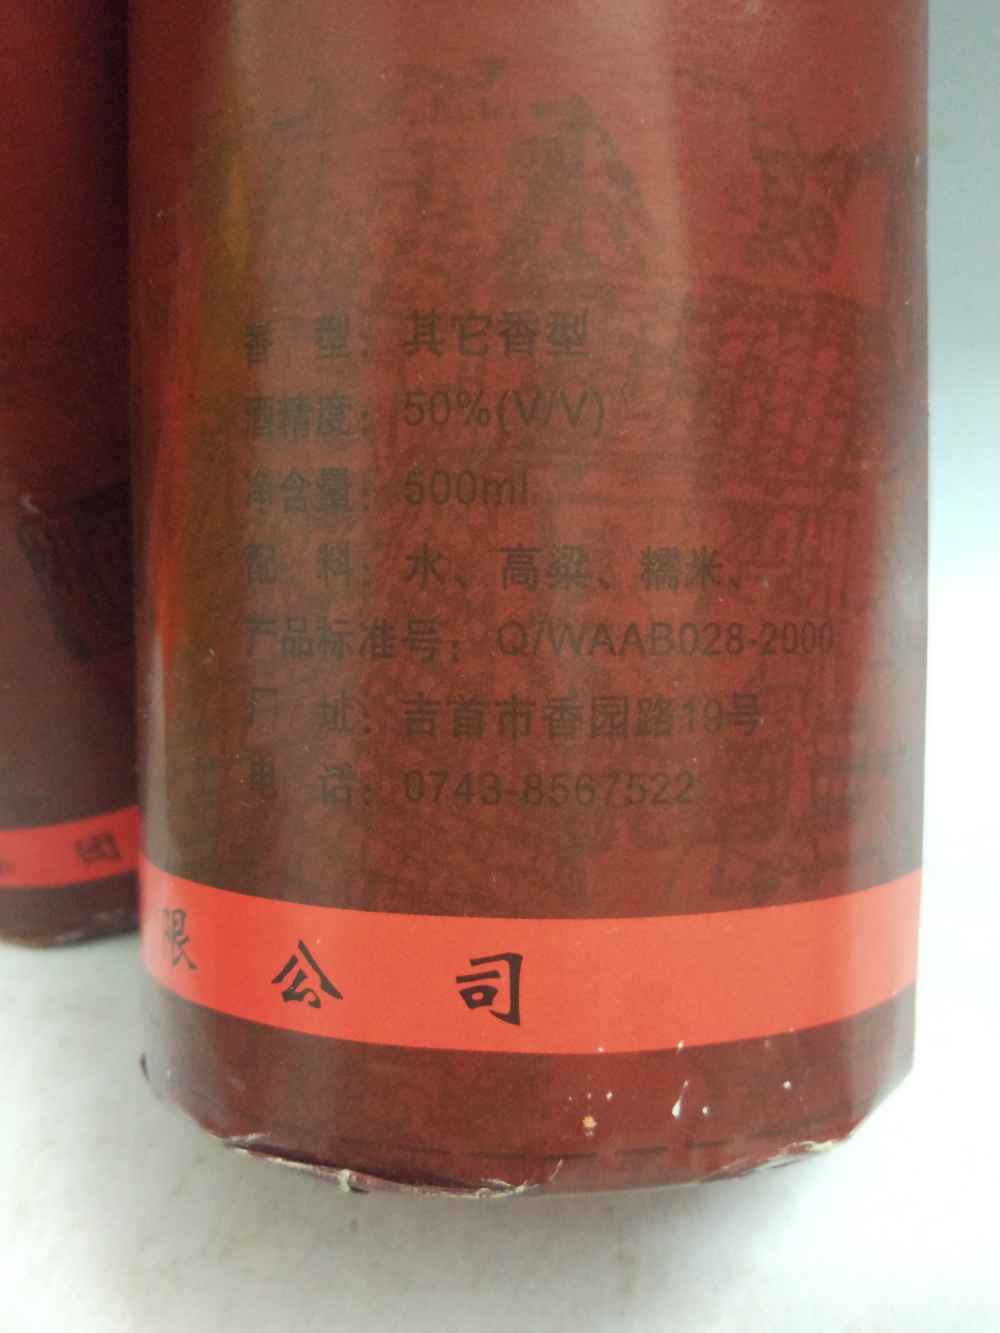 香 型：其它香型
酒精度：50%(V/V)
净含量：500ml
配 料：水、高粱、糯米、
产品标准号：Q/WAAB028-2000
厂 址：吉首市香园路19号
电 话：0743-8567522
限公司